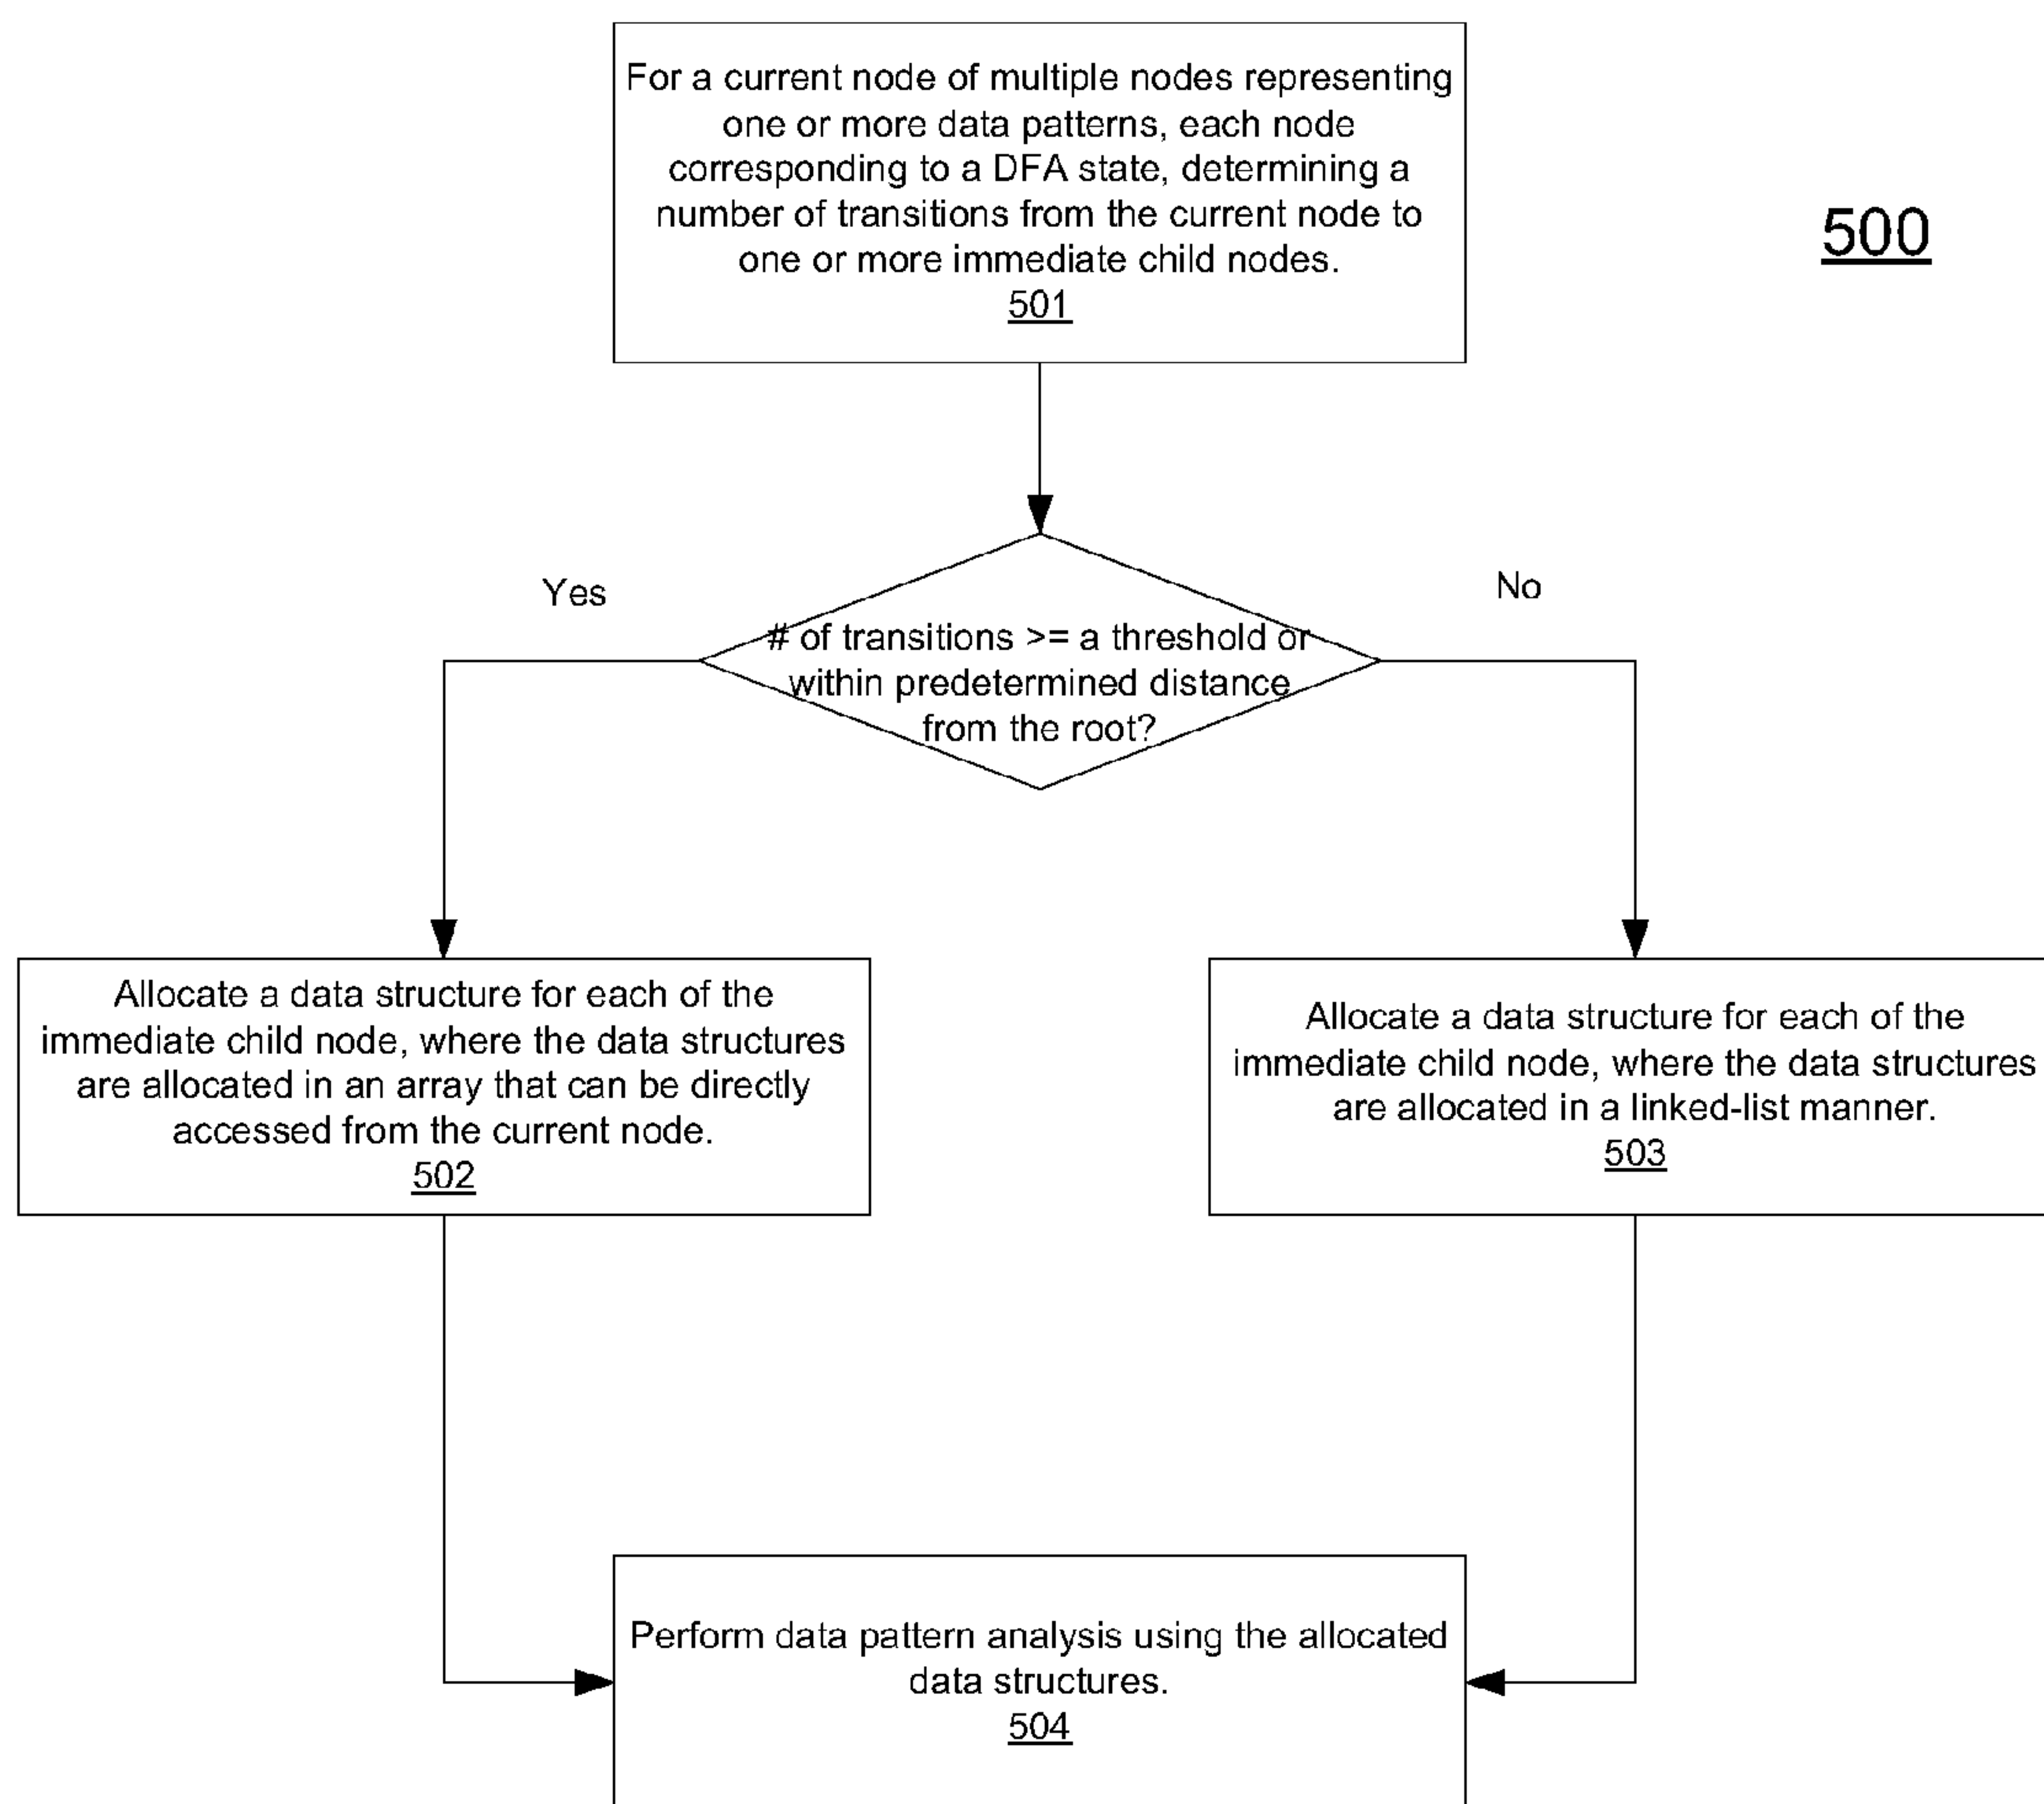 For a current node of multiple nodes representing
one or more data patterns, each node
corresponding to a DFA state, determining a
number of transitions from the current node to
one or more immediate child nodes.
501
500
Yes
No
# of transitions >= a threshold or
within predetermined distance
from the root?
Allocate a data structure for each of the
immediate child node, where the data structures
are allocated in an array that can be directly
accessed from the current node.
502
Allocate a data structure for each of the
immediate child node, where the data structures
are allocated in a linked-list manner.
503
Perform data pattern analysis using the allocated
data structures.
504